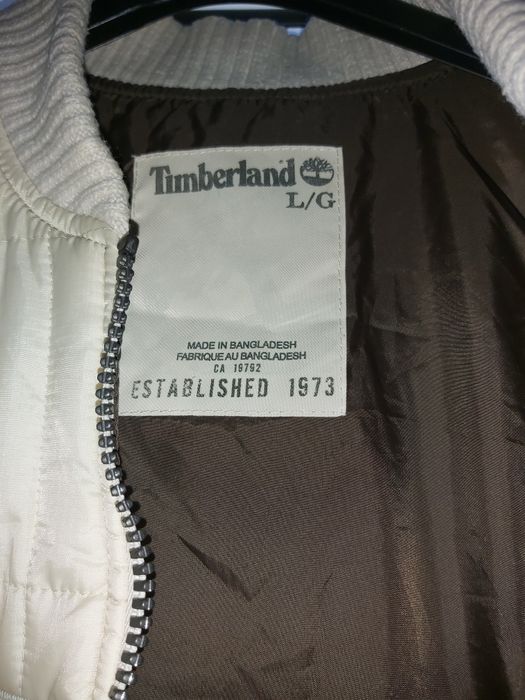 Timberland
L/G
MADE IN BANGLADESH
FABRIQUE AU BANGLADESH
CA 19792
ESTABLISHED 1973